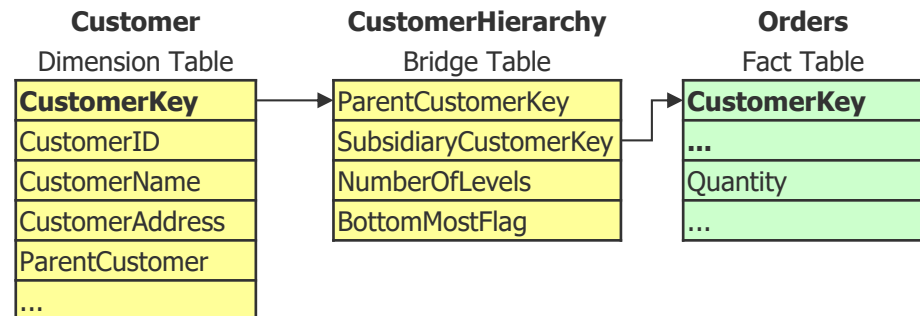 Customer
Dimension Table
CustomerKey
CustomerID
CustomerName
CustomerAddress
ParentCustomer
...
CustomerHierarchy
Bridge Table
ParentCustomerKey
SubsidiaryCustomerKey
NumberOfLevels
BottomMostFlag
Orders
Fact Table
CustomerKey
...
Quantity
...